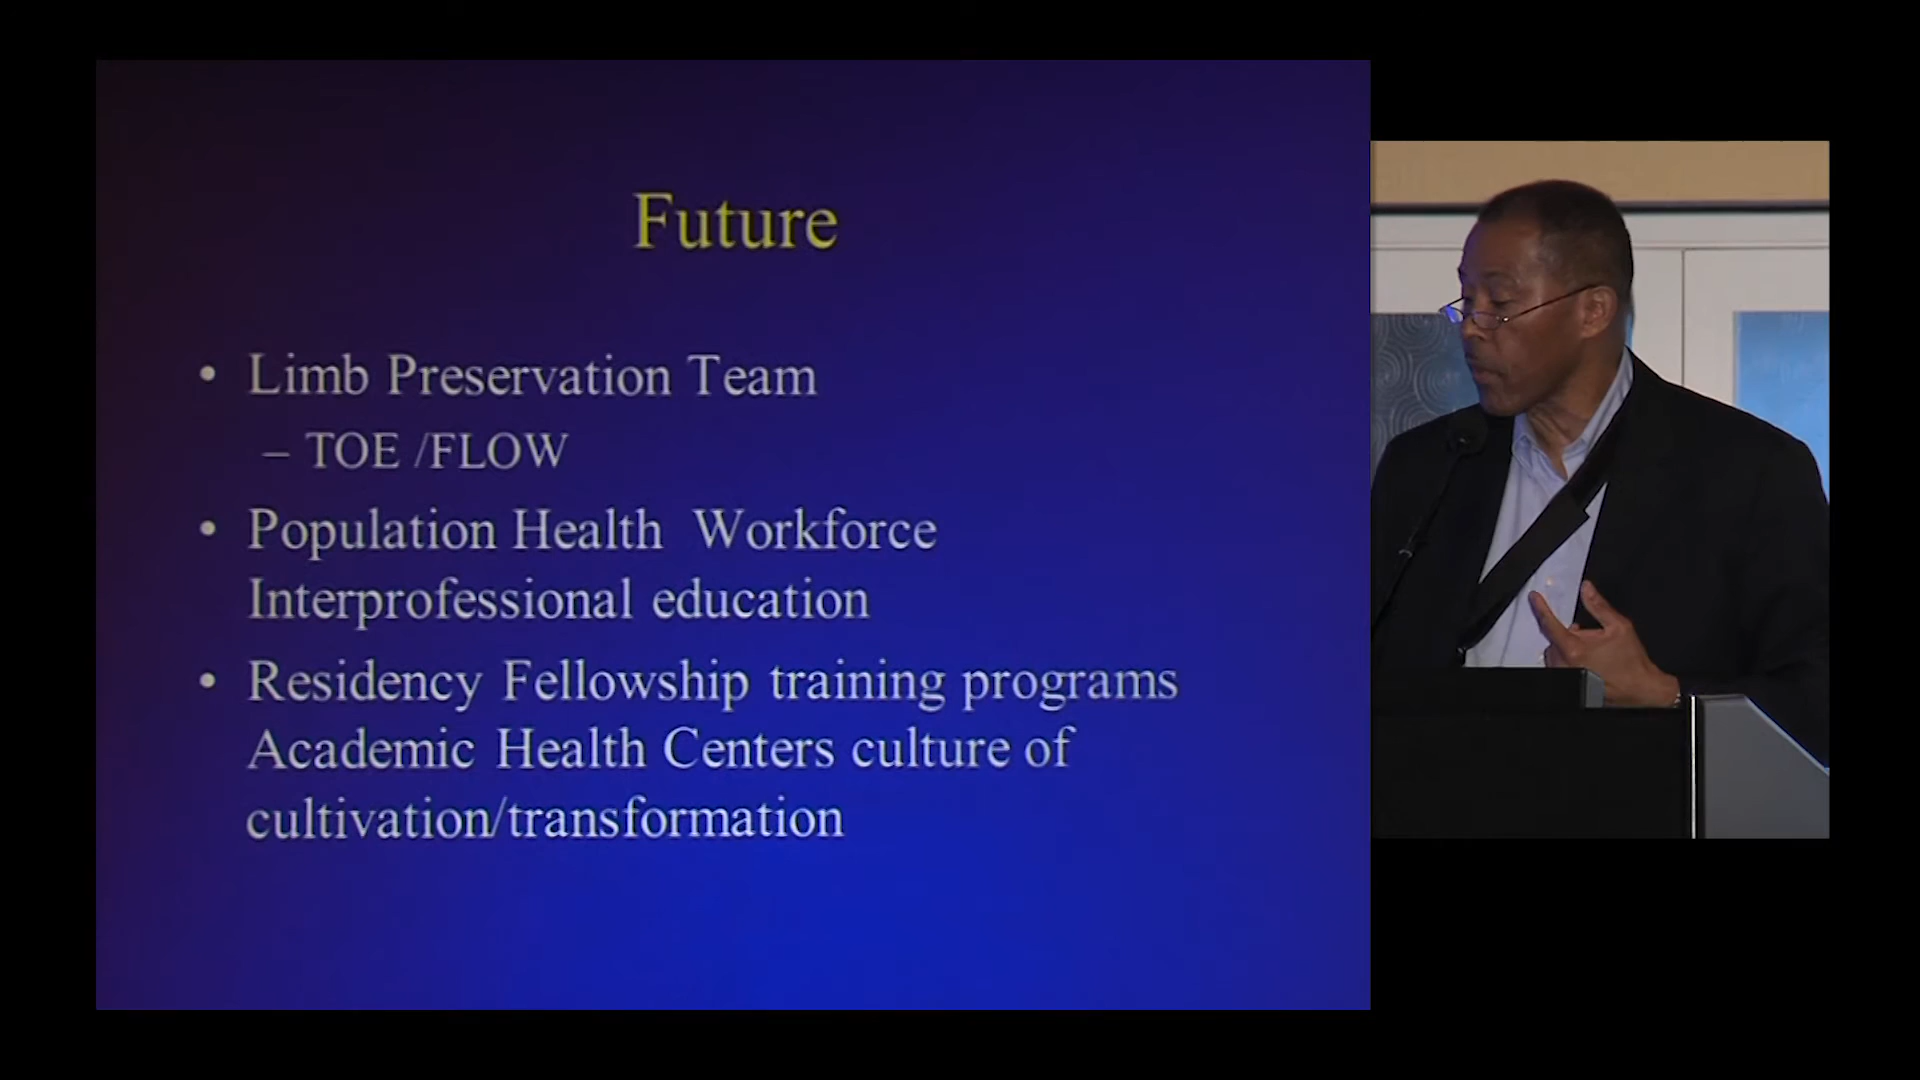 Future
• Limb Preservation Team
– TOE /FLOW
• Population Health Workforce
Interprofessional education
• Residency Fellowship training programs
Academic Health Centers culture of
cultivation/transformation